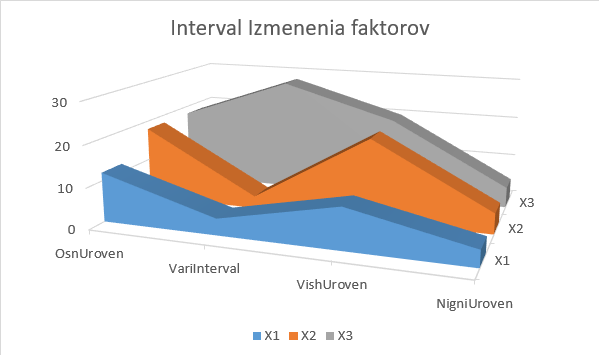 Interval Izmenenia faktorov
30
20
10
0
OsnUroven
VariInterval
VishUroven
NigniUroven
X3
X2
X1
X1 X2 X3